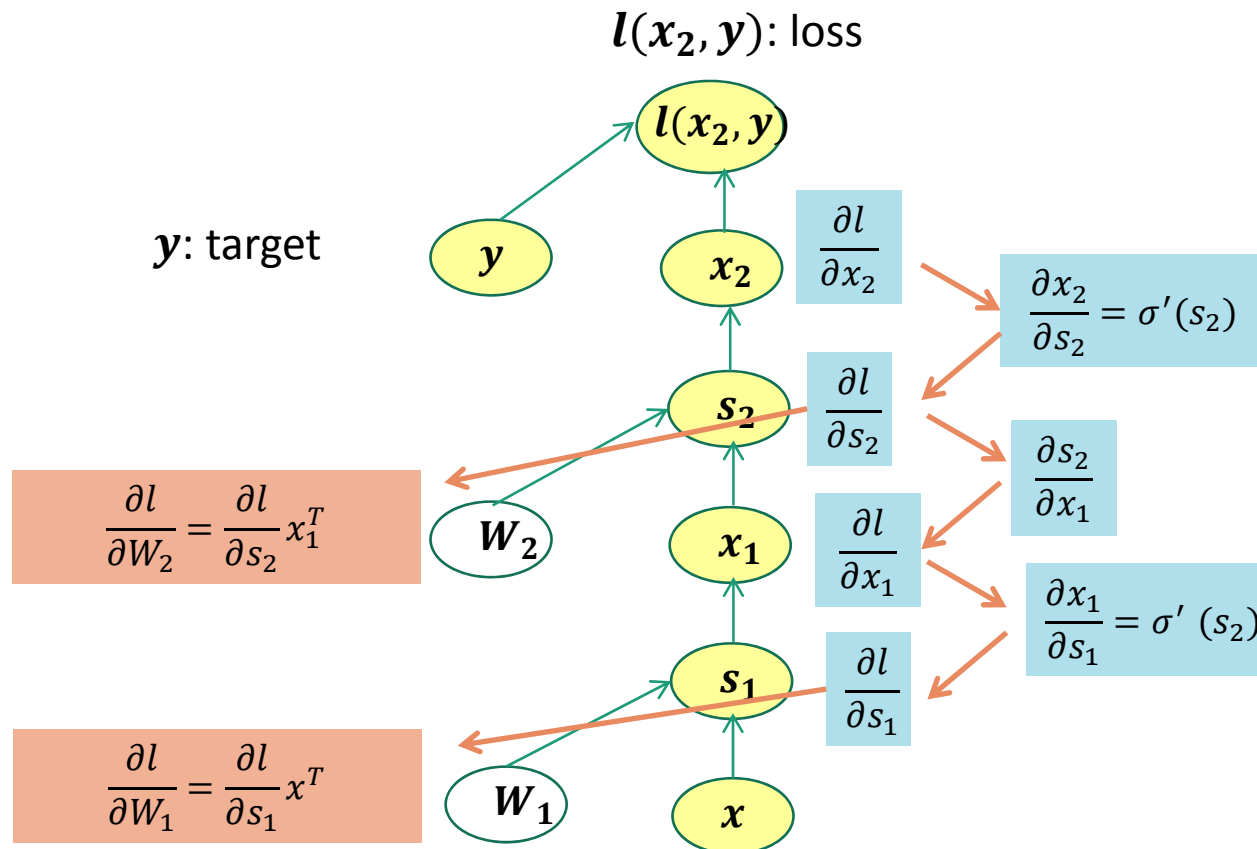 l(x₂, y): loss
l(x₂, y)
y: target
y
x₂
∂l/∂x₂
∂x₂/∂s₂ = σ′(s₂)
s₂
∂l/∂s₂
∂s₂/∂x₁
∂l/∂W₂ = ∂l/∂s₂ x₁ᵀ
W₂
x₁
∂l/∂x₁
∂x₁/∂s₁ = σ′ (s₂)
s₁
∂l/∂s₁
∂l/∂W₁ = ∂l/∂s₁ xᵀ
W₁
x